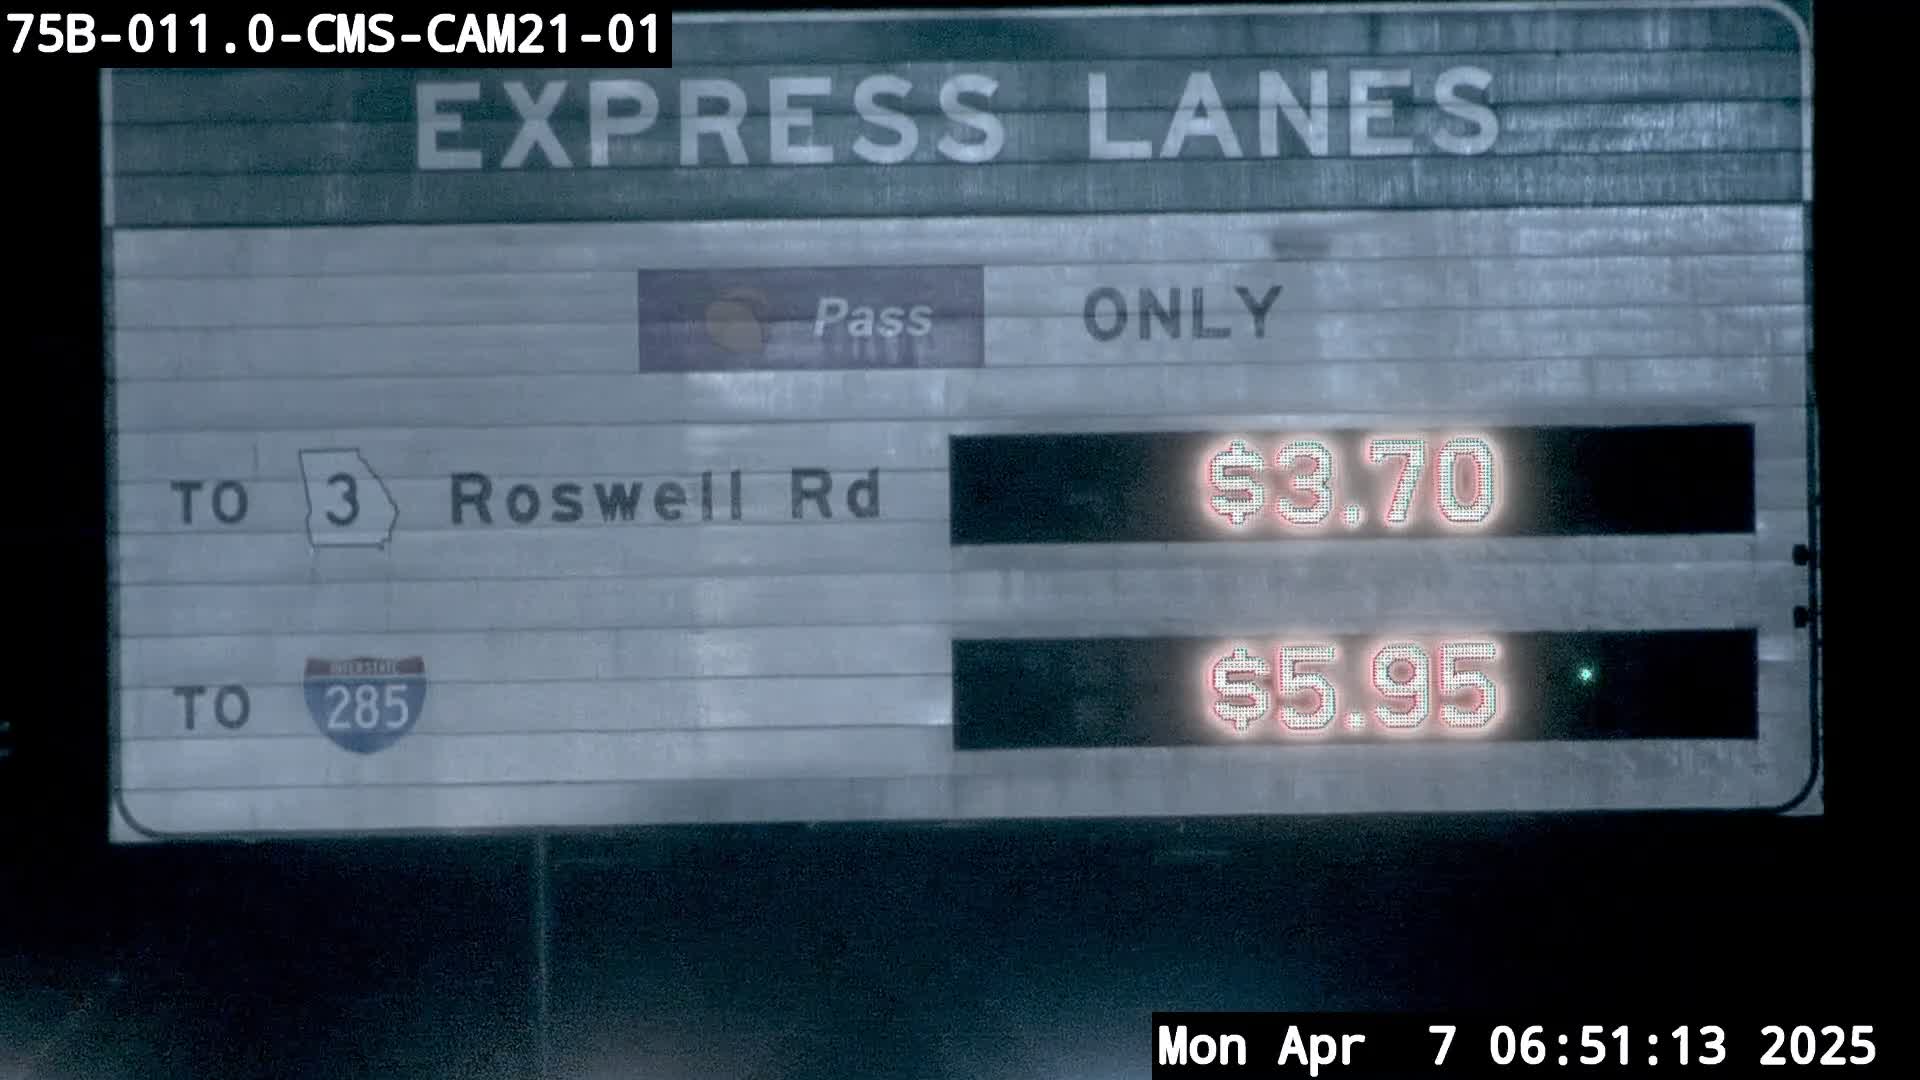 75B-011.0-CMS-CAM21-01
EXPRESS LANES
Pass ONLY
TO 3 Roswell Rd $3.70
TO INTERSTATE 285 $5.95
Mon Apr 7 06:51:13 2025